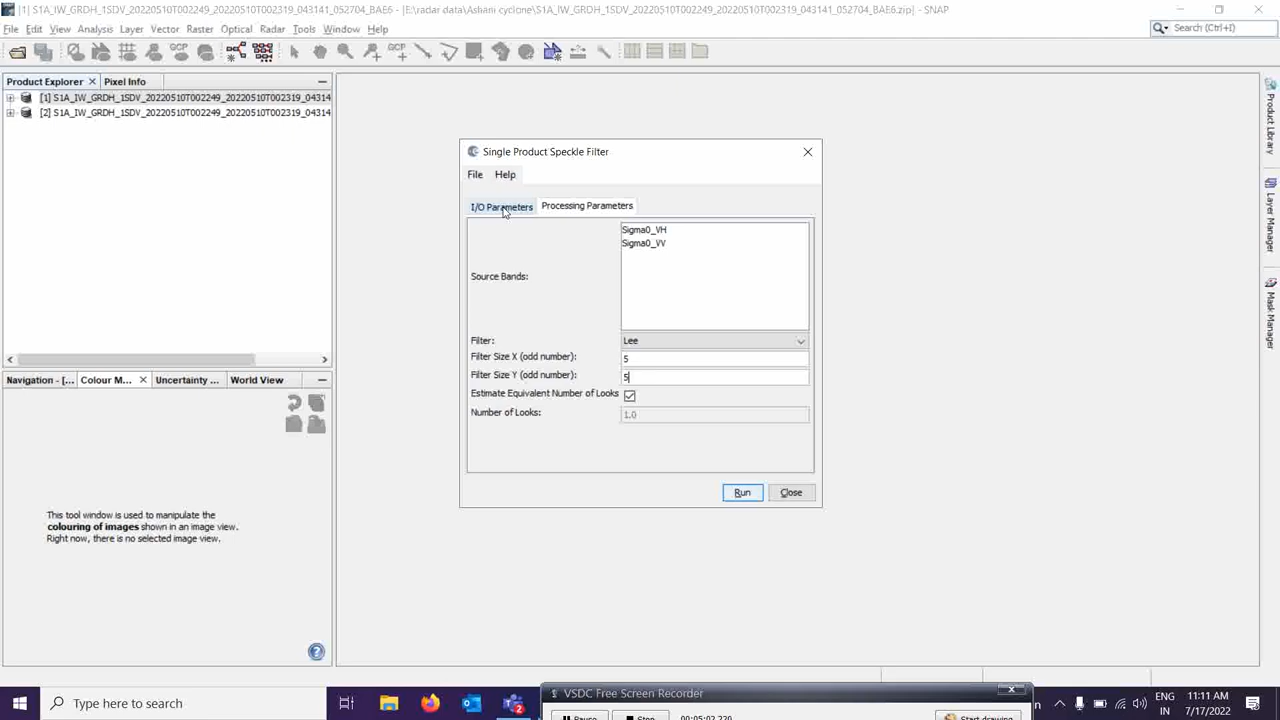 [1] S1A_IW_GRDH_1SDV_20220510T002249_20220510T002319_043141_052704_BAE6 - [E:\radar data\Ashani cyclone\S1A_IW_GRDH_1SDV_20220510T002249_20220510T002319_043141_052704_BAE6.zip] - SNAP
File Edit View Analysis Layer Vector Raster Optical Radar Tools Window Help
Search (Ctrl+I)
GCP GCP
Product Explorer Pixel Info
[1] S1A_IW_GRDH_1SDV_20220510T002249_20220510T002319_04314
[2] S1A_IW_GRDH_1SDV_20220510T002249_20220510T002319_04314
Product Library
Layer Manager
Mask Manager
Single Product Speckle Filter
File Help
I/O Parameters Processing Parameters
Source Bands:
Sigma0_VH
Sigma0_VV
Filter: Lee
Filter Size X (odd number): 5
Filter Size Y (odd number): 5
Estimate Equivalent Number of Looks
Number of Looks: 1.0
Run Close
Navigation - [... Colour M... Uncertainty ... World View
This tool window is used to manipulate the
colouring of images shown in an image view.
Right now, there is no selected image view.
Type here to search
VSDC Free Screen Recorder
Pause Stop 00:05:02.220 Start drawing
n
ENG
IN
11:11 AM
7/17/2022